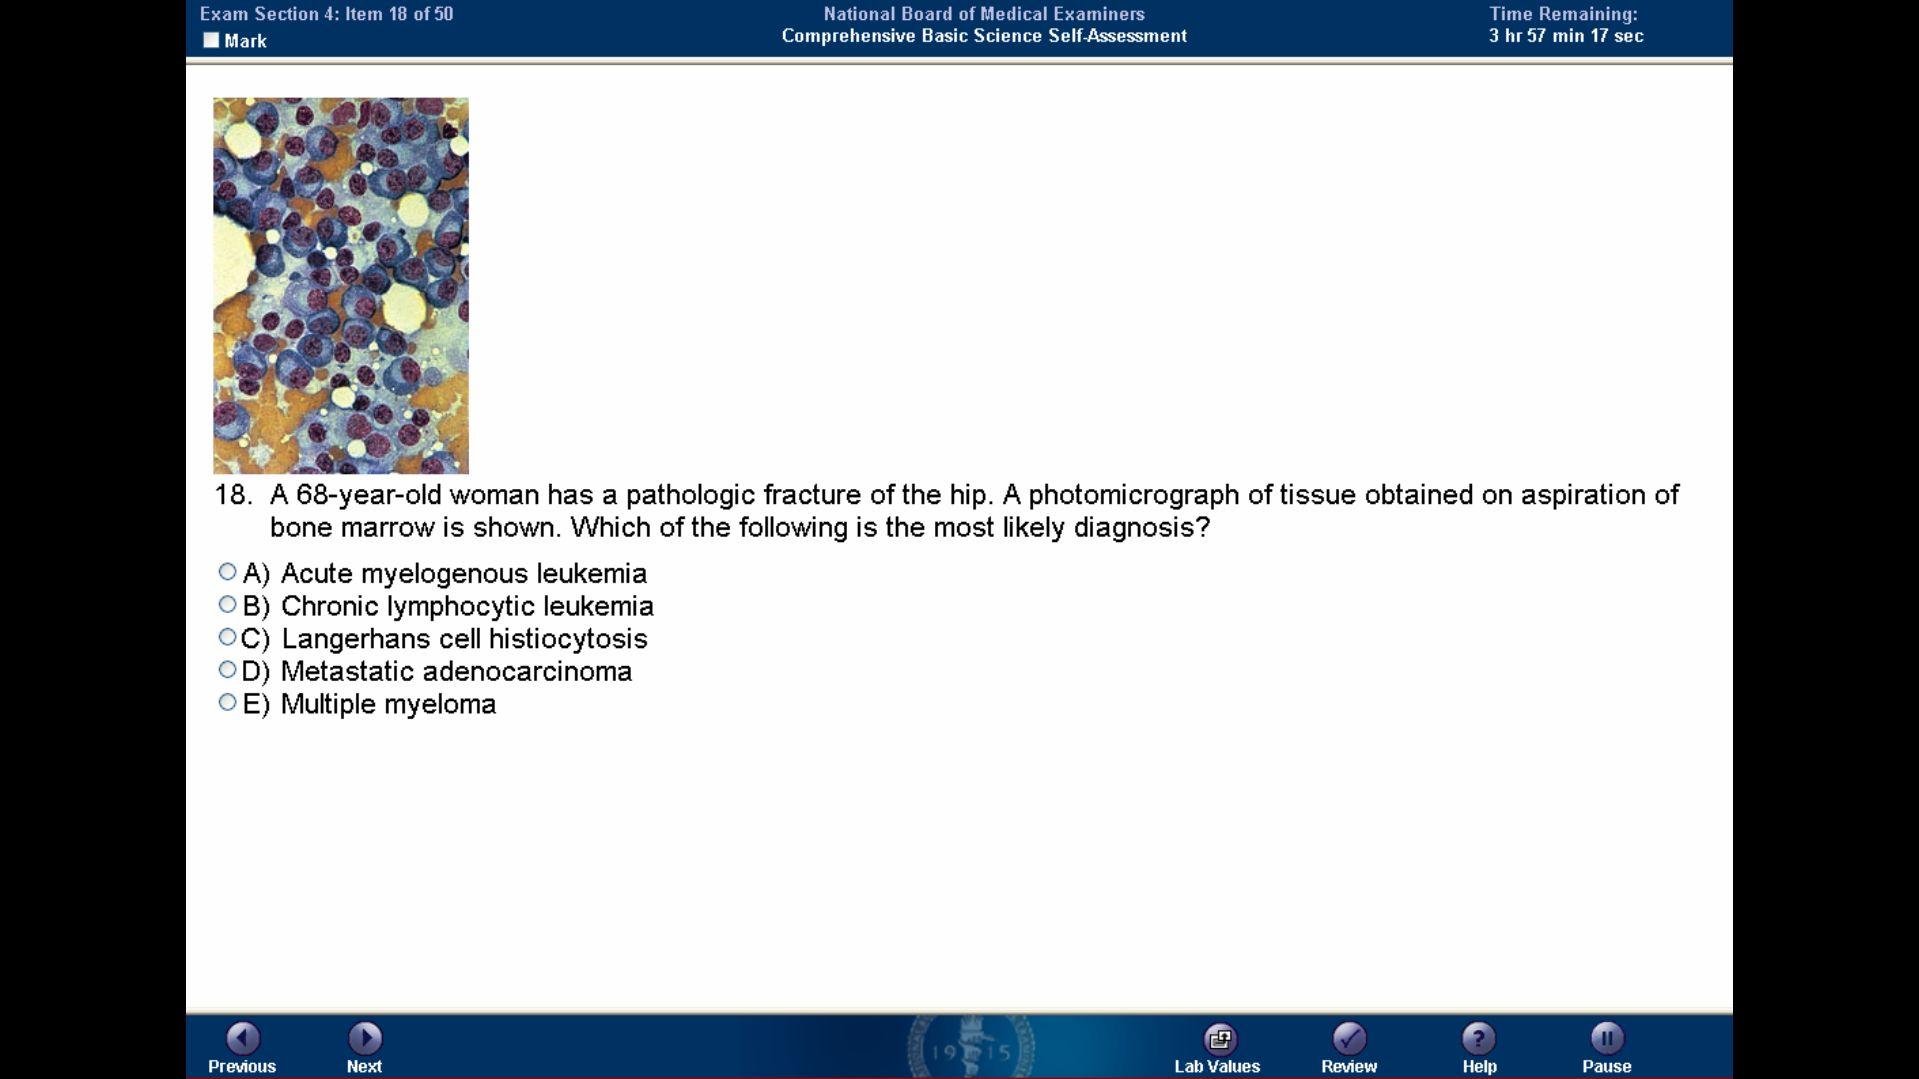 Exam Section 4: Item 18 of 50
National Board of Medical Examiners
Time Remaining:
Mark
Comprehensive Basic Science Self-Assessment
3 hr 57 min 17 sec
18. A 68-year-old woman has a pathologic fracture of the hip. A photomicrograph of tissue obtained on aspiration of
bone marrow is shown. Which of the following is the most likely diagnosis?
A) Acute myelogenous leukemia
B) Chronic lymphocytic leukemia
C) Langerhans cell histiocytosis
D) Metastatic adenocarcinoma
E) Multiple myeloma
1915
Previous
Next
Lab Values
Review
Help
Pause